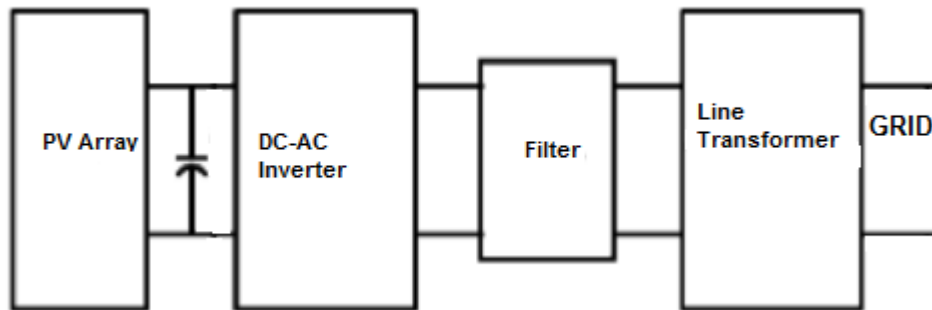 PV Array
DC-AC
Inverter
Filter
Line
Transformer
GRID